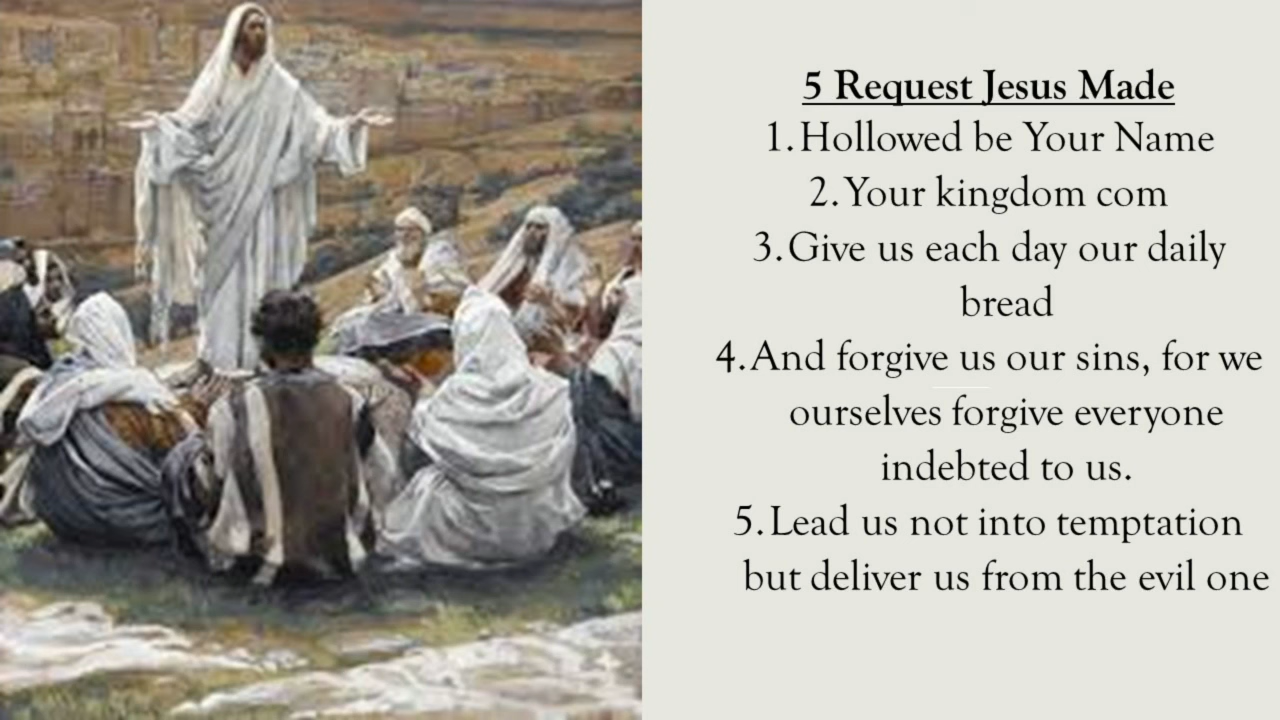 5 Request Jesus Made
1. Hollowed be Your Name
2. Your kingdom com
3. Give us each day our daily
bread
4. And forgive us our sins, for we
ourselves forgive everyone
indebted to us.
5. Lead us not into temptation
but deliver us from the evil one